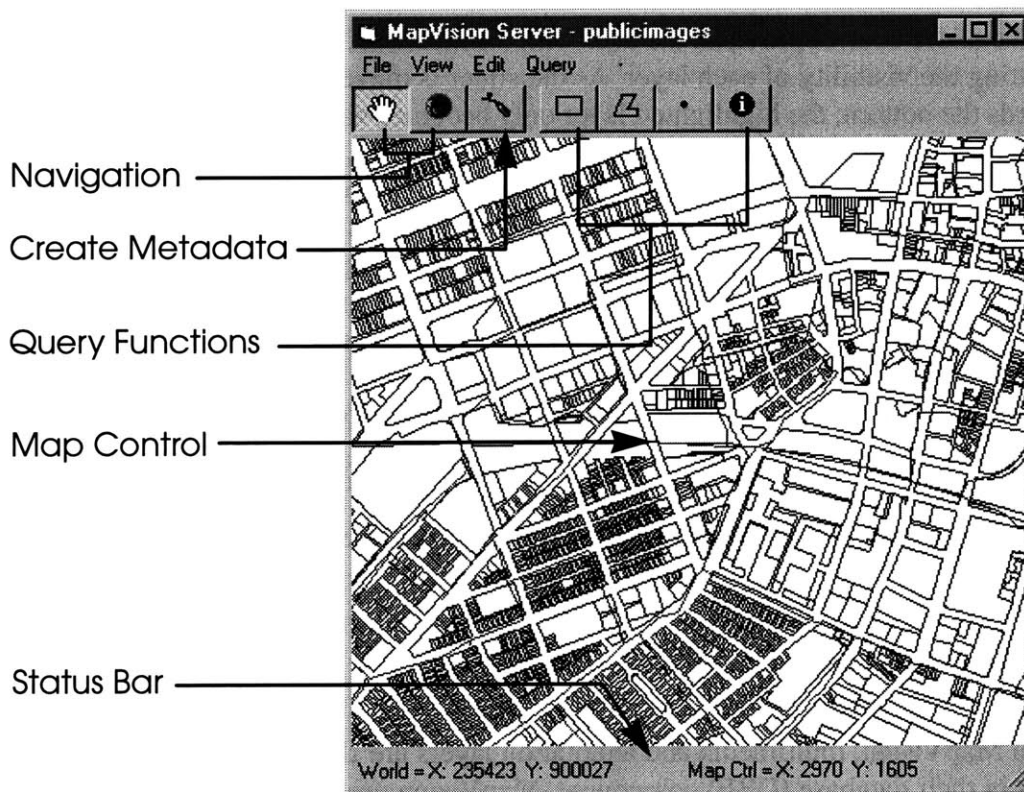 MapVision Server - publicimages
File View Edit Query
Navigation
Create Metadata
Query Functions
Map Control
Status Bar
World = X: 235423 Y: 900027 Map Ctrl = X: 2970 Y: 1605